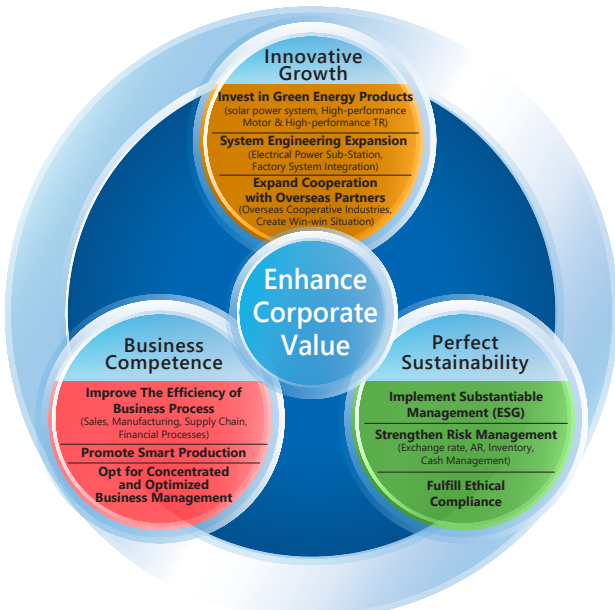 Innovative
Growth
Invest in Green Energy Products
(solar power system, High-performance
Motor & High-performance TR)
System Engineering Expansion
(Electrical Power Sub-Station,
Factory System Integration)
Expand Cooperation
with Overseas Partners
(Overseas Cooperative Industries,
Create Win-win Situation)
Enhance
Corporate
Value
Business
Competence
Improve The Efficiency of
Business Process
(Sales, Manufacturing, Supply Chain,
Financial Processes)
Promote Smart Production
Opt for Concentrated
and Optimized
Business Management
Perfect
Sustainability
Implement Substantiable
Management (ESG)
Strengthen Risk Management
(Exchange rate, AR, Inventory,
Cash Management)
Fulfill Ethical
Compliance